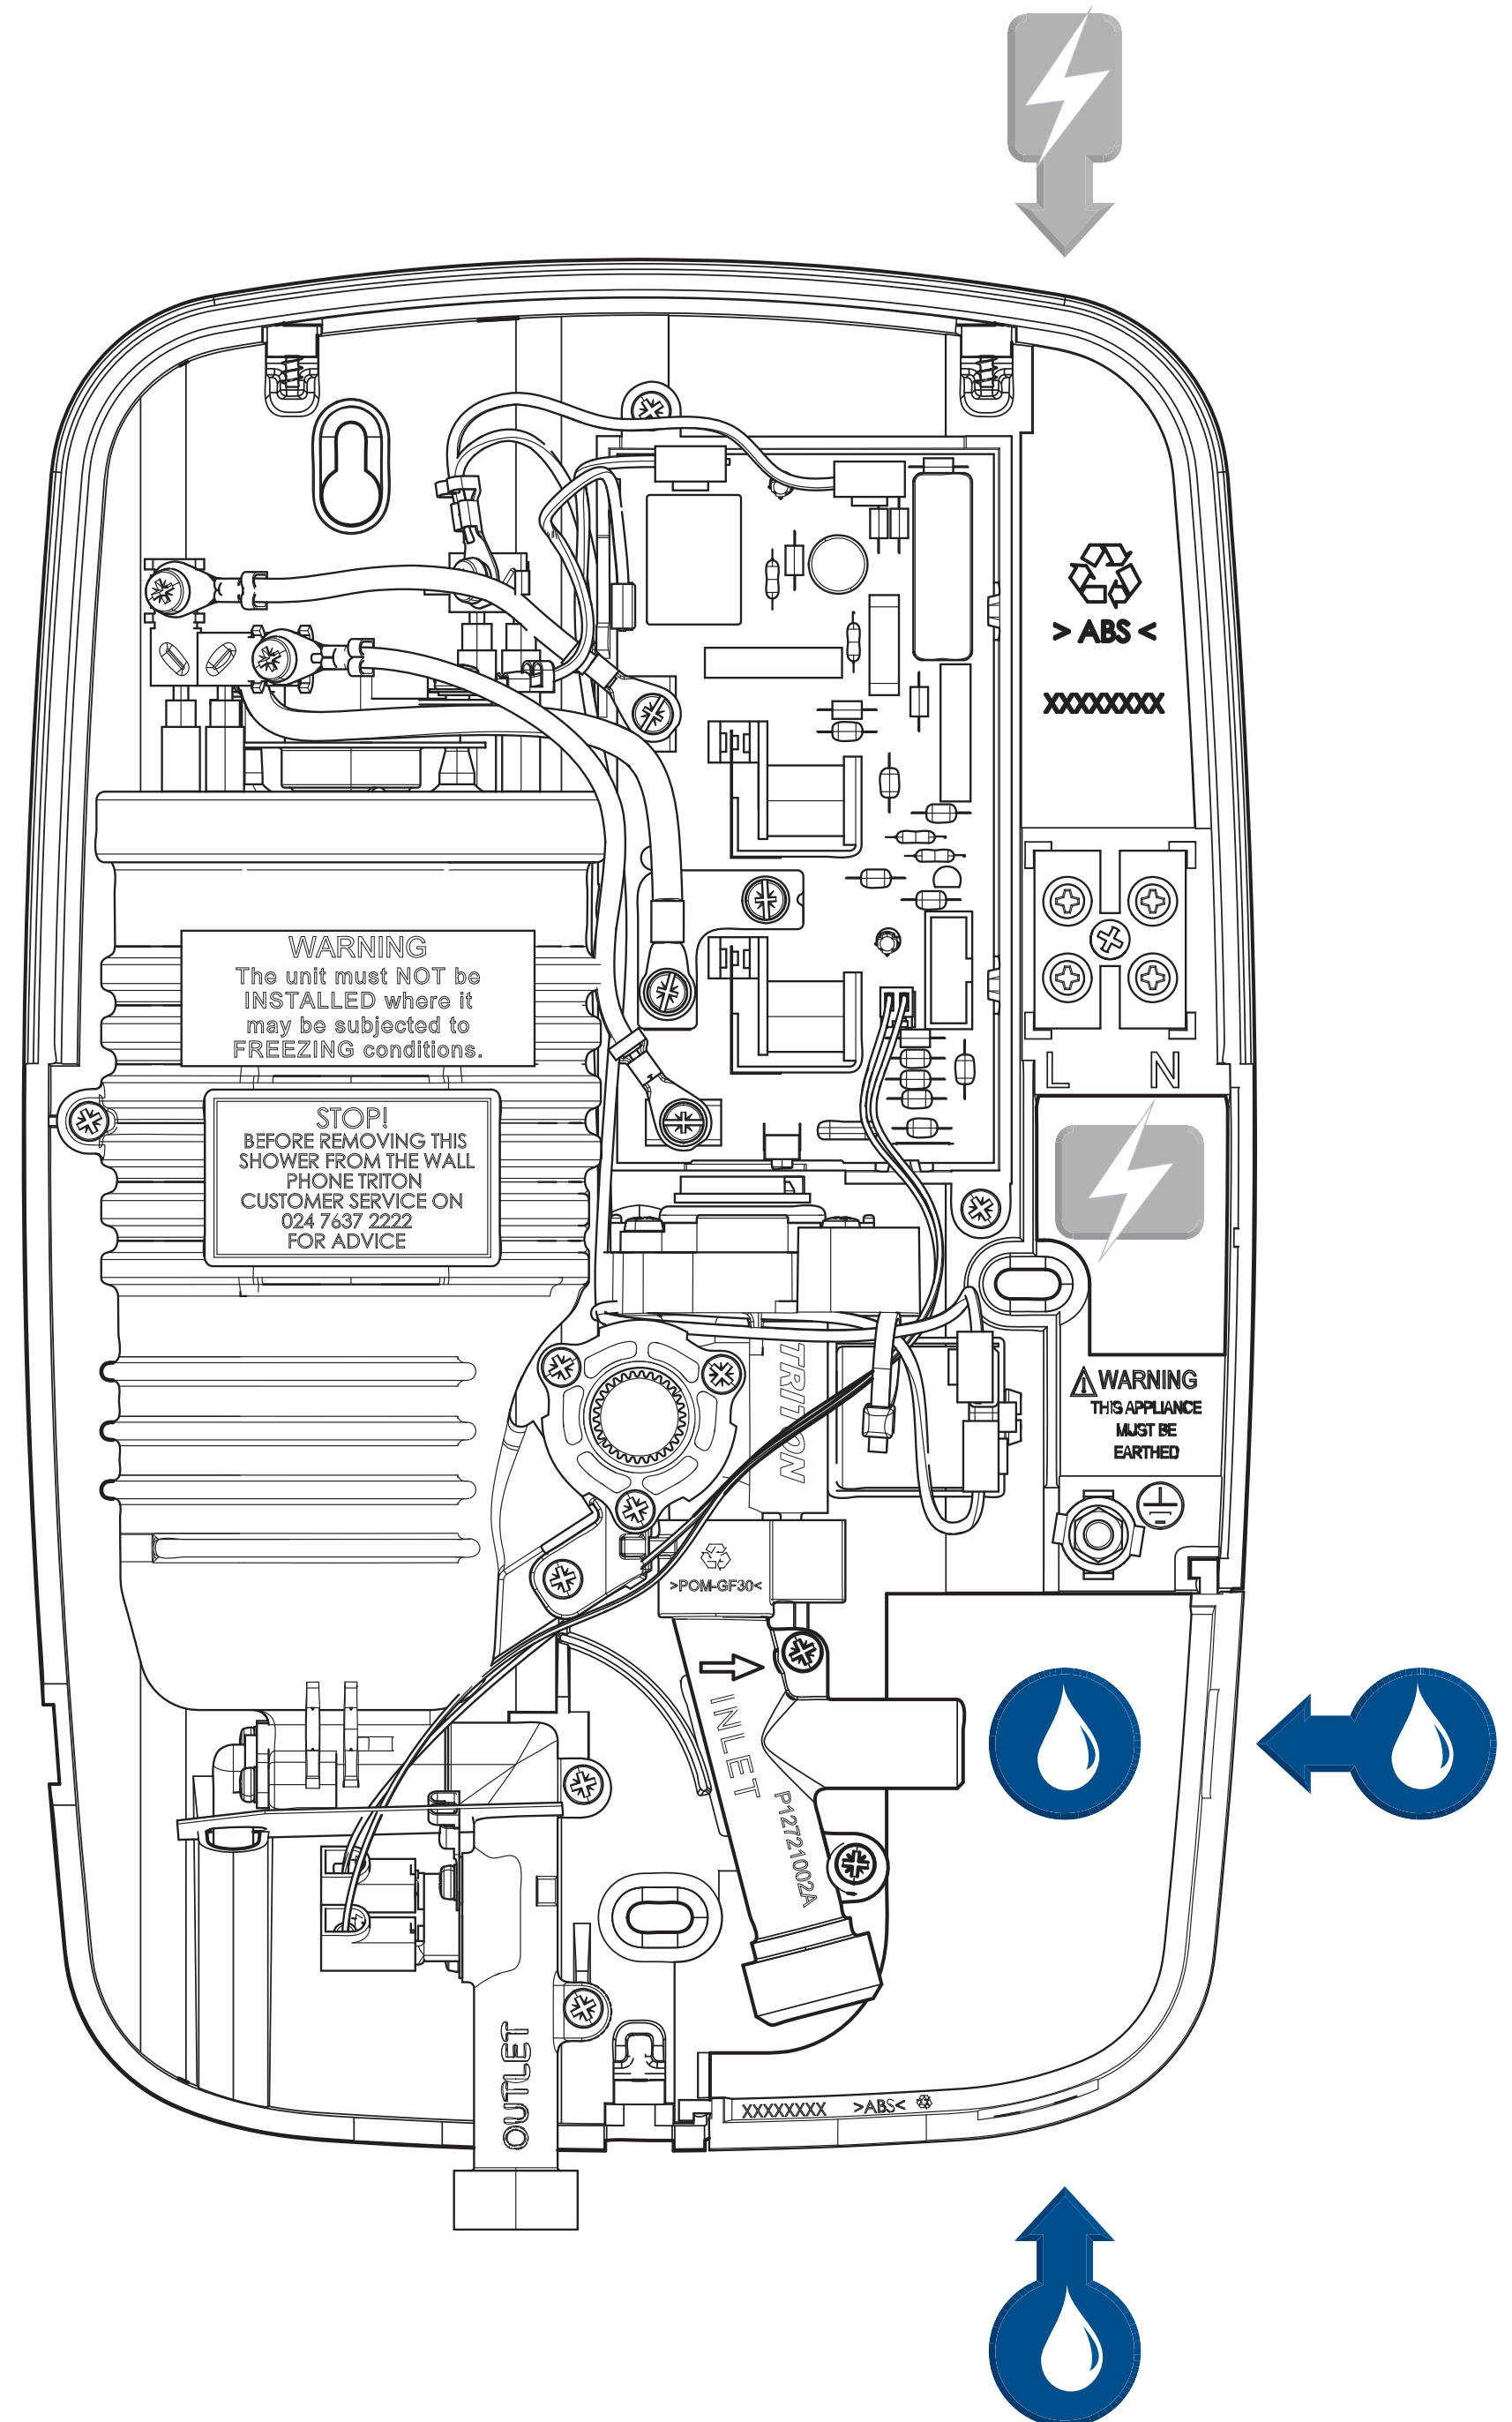 > ABS <
XXXXXXXX
WARNING
The unit must NOT be
INSTALLED where it
may be subjected to
FREEZING conditions.
L N
STOP!
BEFORE REMOVING THIS
SHOWER FROM THE WALL
PHONE TRITON
CUSTOMER SERVICE ON
024 7637 2222
FOR ADVICE
TRITON
WARNING
THIS APPLIANCE
MUST BE
EARTHED
>POM-GF30<
INLET
P12721002A
OUTLET
XXXXXXXX >ABS<